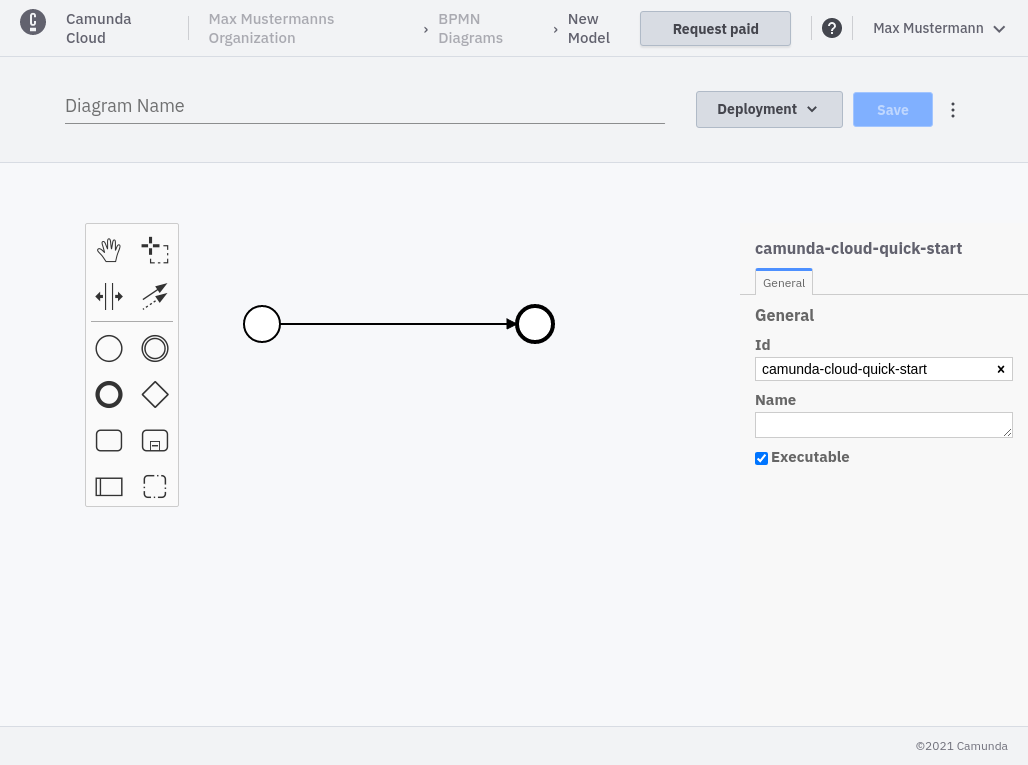 Camunda
Cloud
Max Mustermanns
Organization
›
BPMN
Diagrams
›
New
Model
Request paid
?
Max Mustermann
Diagram Name
Deployment
Save
camunda-cloud-quick-start
General
General
Id
camunda-cloud-quick-start
Name
Executable
©2021 Camunda